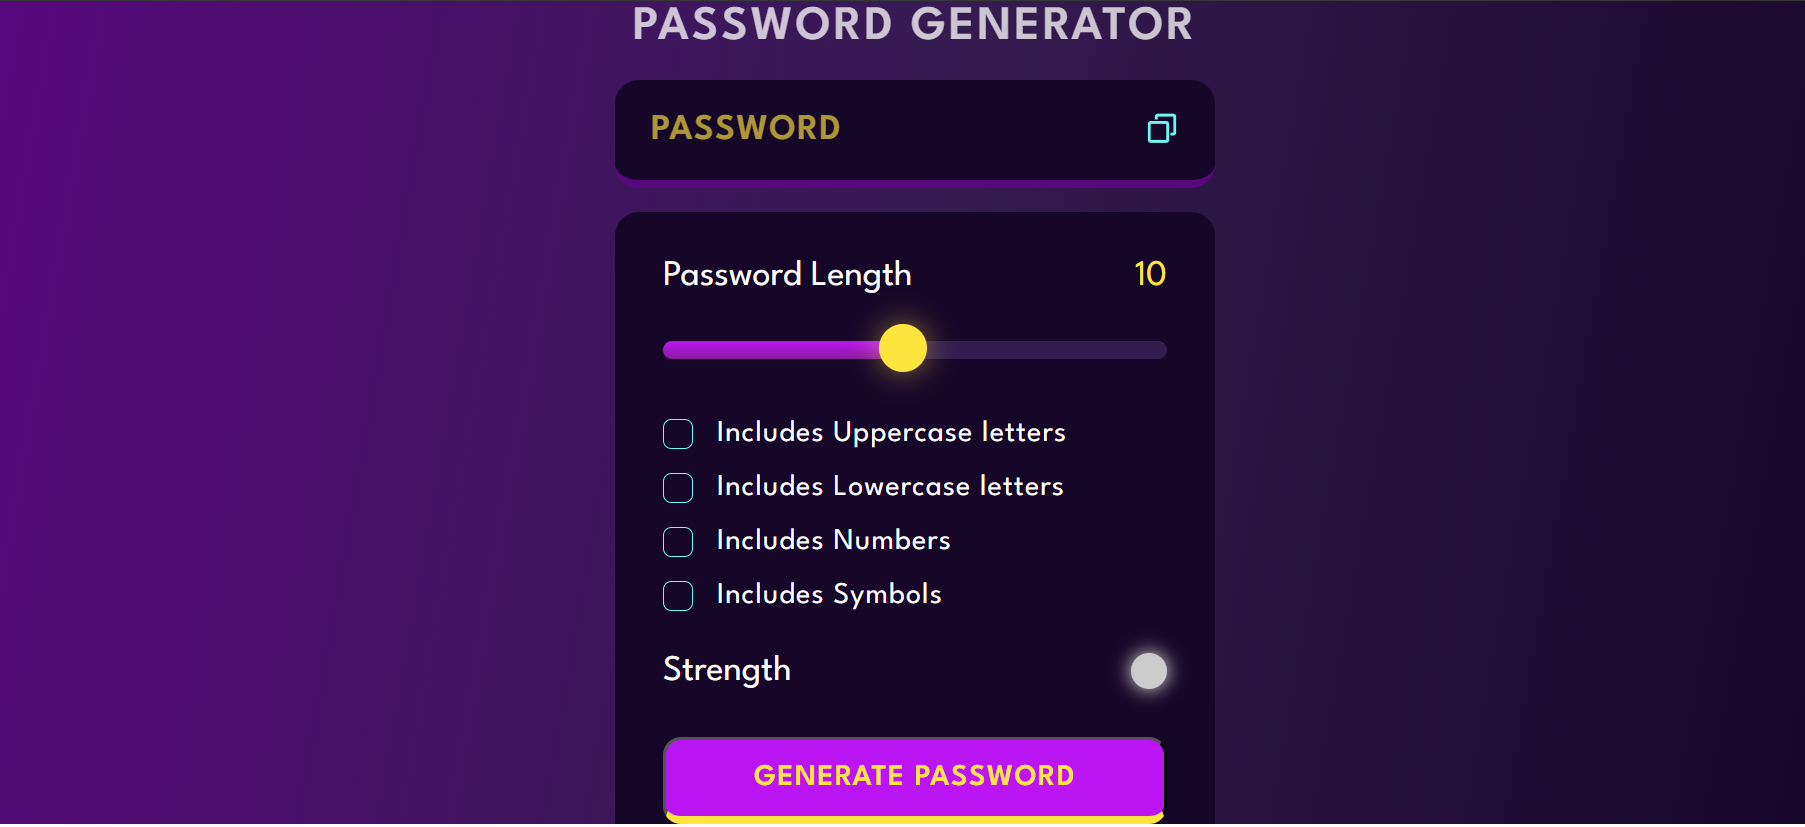 PASSWORD GENERATOR
PASSWORD
Password Length 10
Includes Uppercase letters
Includes Lowercase letters
Includes Numbers
Includes Symbols
Strength
GENERATE PASSWORD